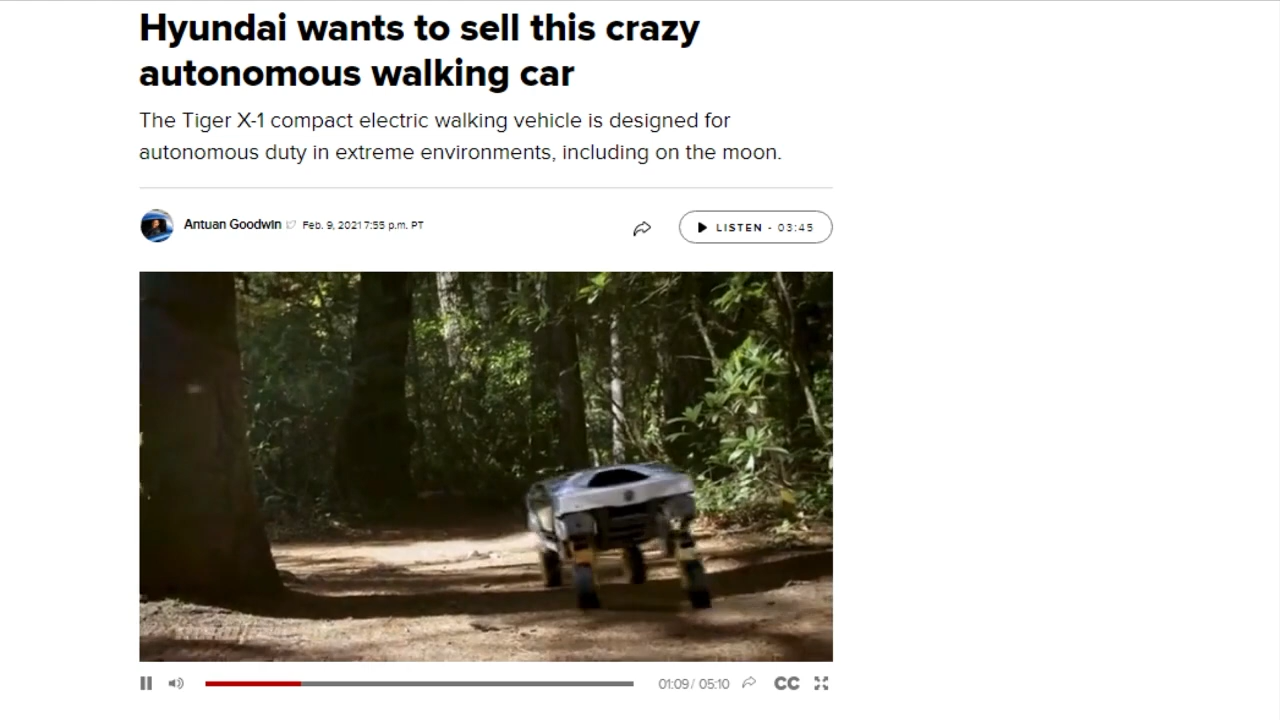 Hyundai wants to sell this crazy
autonomous walking car
The Tiger X-1 compact electric walking vehicle is designed for
autonomous duty in extreme environments, including on the moon.
Antuan Goodwin Feb. 9, 2021 7:55 p.m. PT
LISTEN - 03:45
01:09 / 05:10 CC